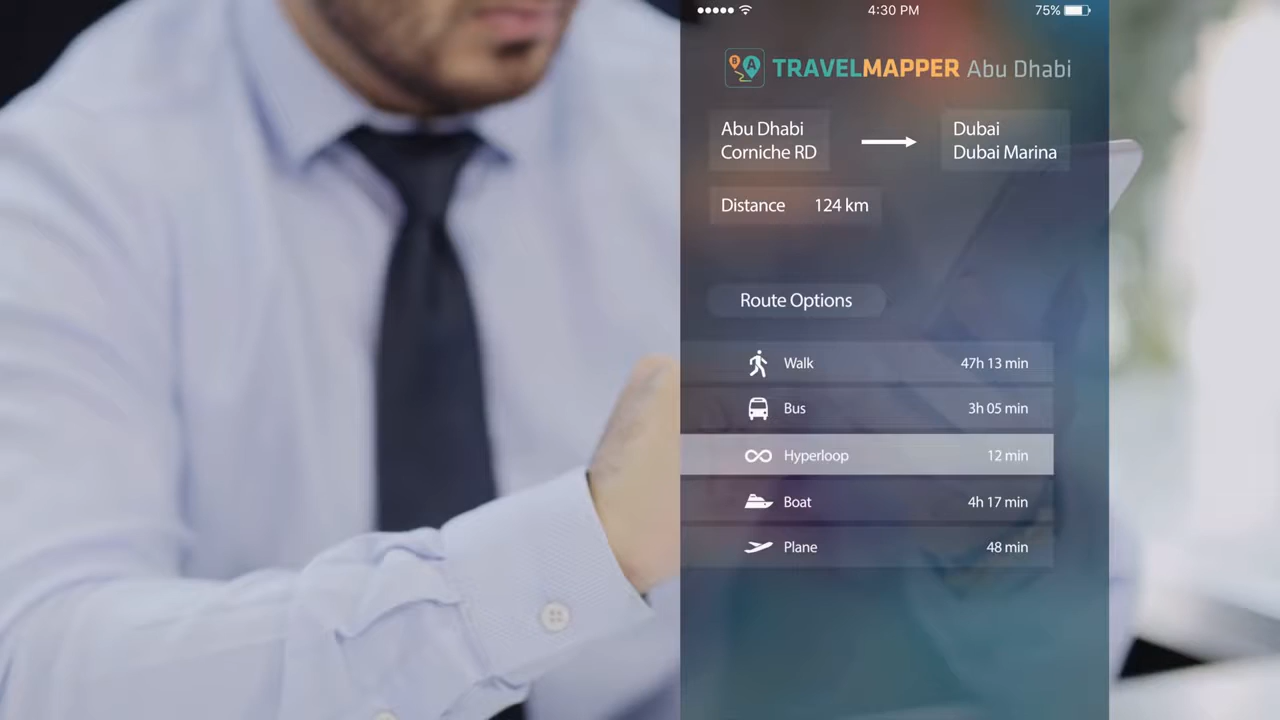 4:30 PM
75%
B A
TRAVELMAPPER Abu Dhabi
Abu Dhabi
Corniche RD
Dubai
Dubai Marina
Distance 124 km
Route Options
Walk 47h 13 min
Bus 3h 05 min
Hyperloop 12 min
Boat 4h 17 min
Plane 48 min